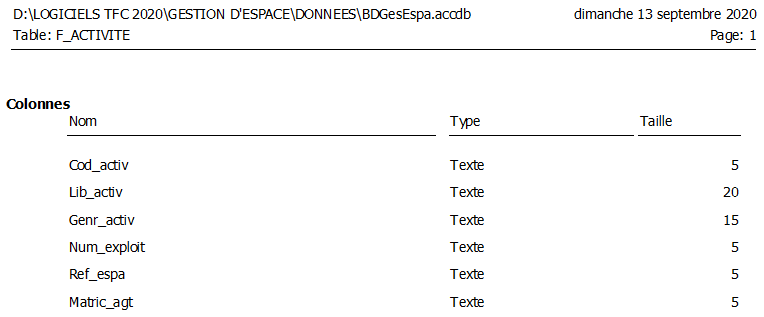 D:\LOGICIELS TFC 2020\GESTION D'ESPACE\DONNEES\BDGesEspa.accdb dimanche 13 septembre 2020
Table: F_ACTIVITE Page: 1
Colonnes
Nom Type Taille
Cod_activ Texte 5
Lib_activ Texte 20
Genr_activ Texte 15
Num_exploit Texte 5
Ref_espa Texte 5
Matric_agt Texte 5